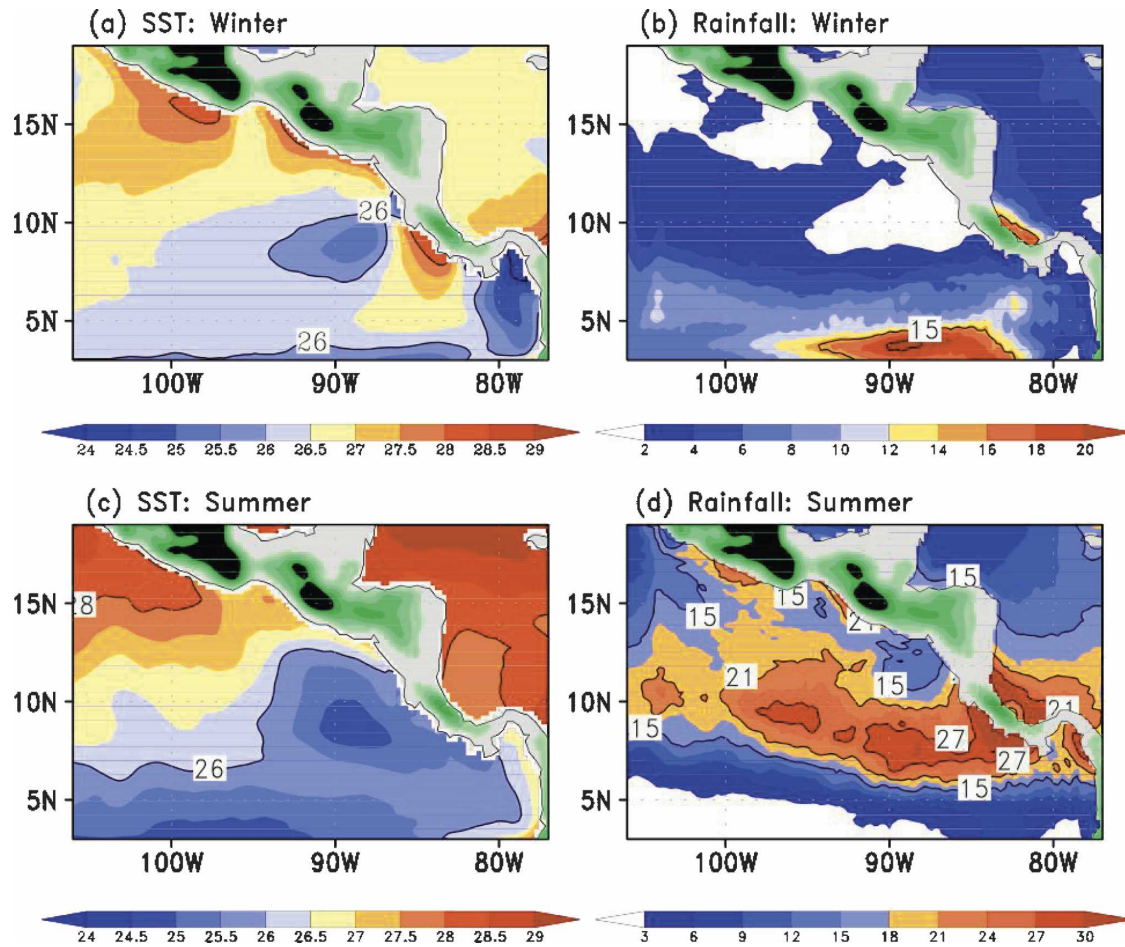 (a) SST: Winter
(b) Rainfall: Winter
15N
10N
5N
26
26
100W 90W 80W
15N
10N
5N
15
100W 90W 80W
24 24.5 25 25.5 26 26.5 27 27.5 28 28.5 29
2 4 6 8 10 12 14 16 18 20
(c) SST: Summer
(d) Rainfall: Summer
15N
10N
5N
26
100W 90W 80W
15N
10N
5N
15
15
21
15
21
15
27
27
15
100W 90W 80W
24 24.5 25 25.5 26 26.5 27 27.5 28 28.5 29
3 6 9 12 15 18 21 24 27 30